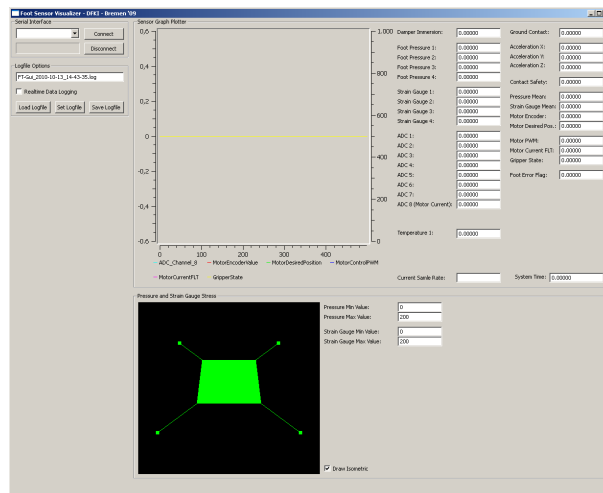 Foot Sensor Visualizer - DFKI - Bremen '09
Serial Interface
Connect
Disconnect
Logfile Options
FT-Gui_2010-10-13_14-43-35.log
Realtime Data Logging
Load Logfile Set Logfile Save Logfile
Sensor Graph Plotter
0,6
0,4
0,2
0
-0,2
-0,4
-0.6
1.000
800
600
400
200
0
0 100 200 300 400
ADC_Channel_8 MotorEncoderValue MotorDesiredPosition MotorControlPWM
MotorCurrentFLT GripperState
Damper Immersion: 0.00000
Foot Pressure 1: 0.00000
Foot Pressure 2: 0.00000
Foot Pressure 3: 0.00000
Foot Pressure 4: 0.00000
Strain Gauge 1: 0.00000
Strain Gauge 2: 0.00000
Strain Gauge 3: 0.00000
Strain Gauge 4: 0.00000
ADC 1: 0.00000
ADC 2: 0.00000
ADC 3: 0.00000
ADC 4: 0.00000
ADC 5: 0.00000
ADC 6: 0.00000
ADC 7: 0.00000
ADC 8 (Motor Current): 0.00000
Temperature 1: 0.00000
Current Samle Rate:
Ground Contact: 0.00000
Acceleration X: 0.00000
Acceleration Y: 0.00000
Acceleration Z: 0.00000
Contact Safety: 0.00000
Pressure Mean: 0.00000
Strain Gauge Mean: 0.00000
Motor Encoder: 0.00000
Motor Desired Pos.: 0.00000
Motor PWM: 0.00000
Motor Current FLT: 0.00000
Gripper State: 0.00000
Foot Error Flag: 0.00000
System Time: 0.00000
Pressure and Strain Gauge Stress
Pressure Min Value: 0
Pressure Max Value: 200
Strain Gauge Min Value: 0
Strain Gauge Max Value: 200
Draw Isometric